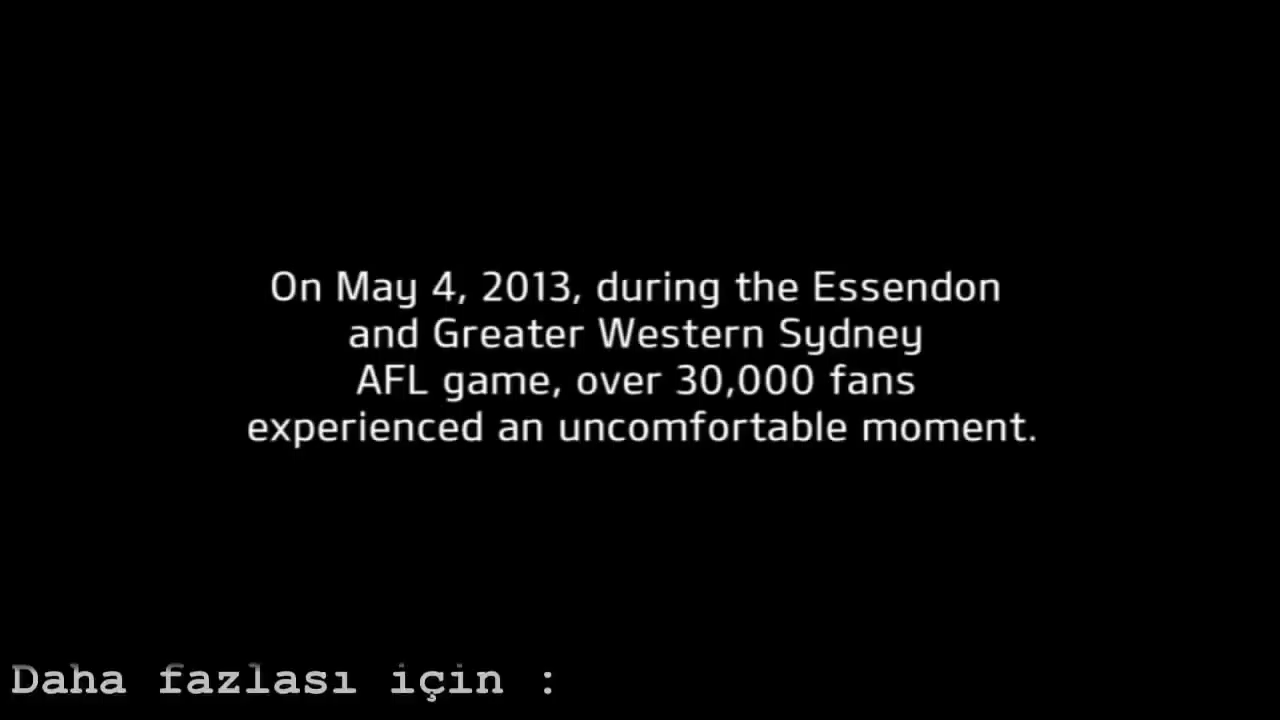 On May 4, 2013, during the Essendon
and Greater Western Sydney
AFL game, over 30,000 fans
experienced an uncomfortable moment.
Daha fazlası için :